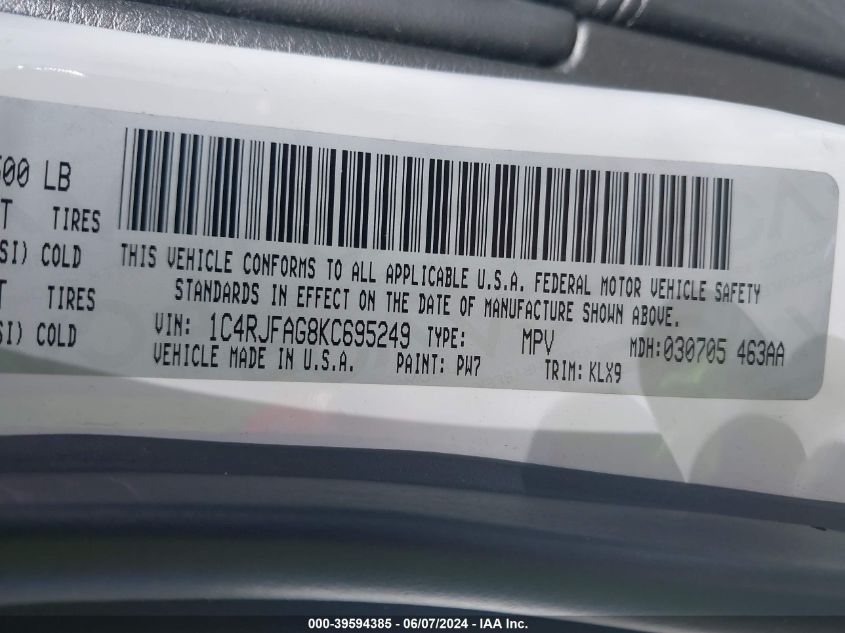 500 LB
TIRES
SI) COLD
TIRES
SI) COLD
THIS VEHICLE CONFORMS TO ALL APPLICABLE U.S.A. FEDERAL MOTOR VEHICLE SAFETY
STANDARDS IN EFFECT ON THE DATE OF MANUFACTURE SHOWN ABOVE.
VIN: 1C4RJFAG8KC695249 TYPE: MPV MDH: 030705 463AA
VEHICLE MADE IN U.S.A. PAINT: PW7 TRIM: KLX9
000-39594385 - 06/07/2024 - IAA Inc.